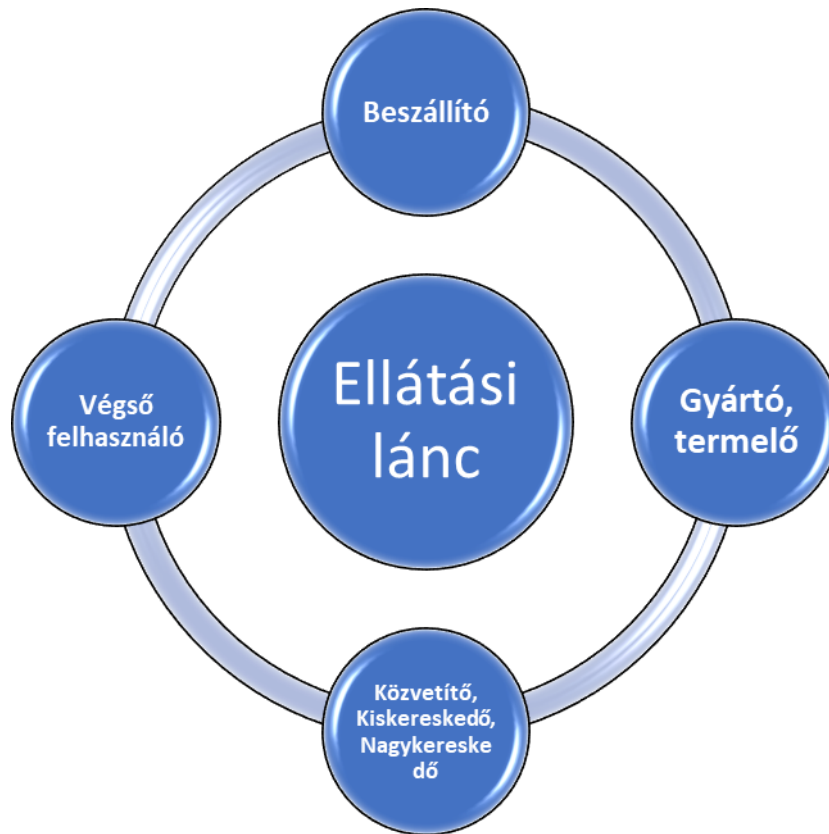 Beszállító
Ellátási
lánc
Gyártó,
termelő
Végső
felhasználó
Közvetítő,
Kiskereskedő,
Nagykereske
dő